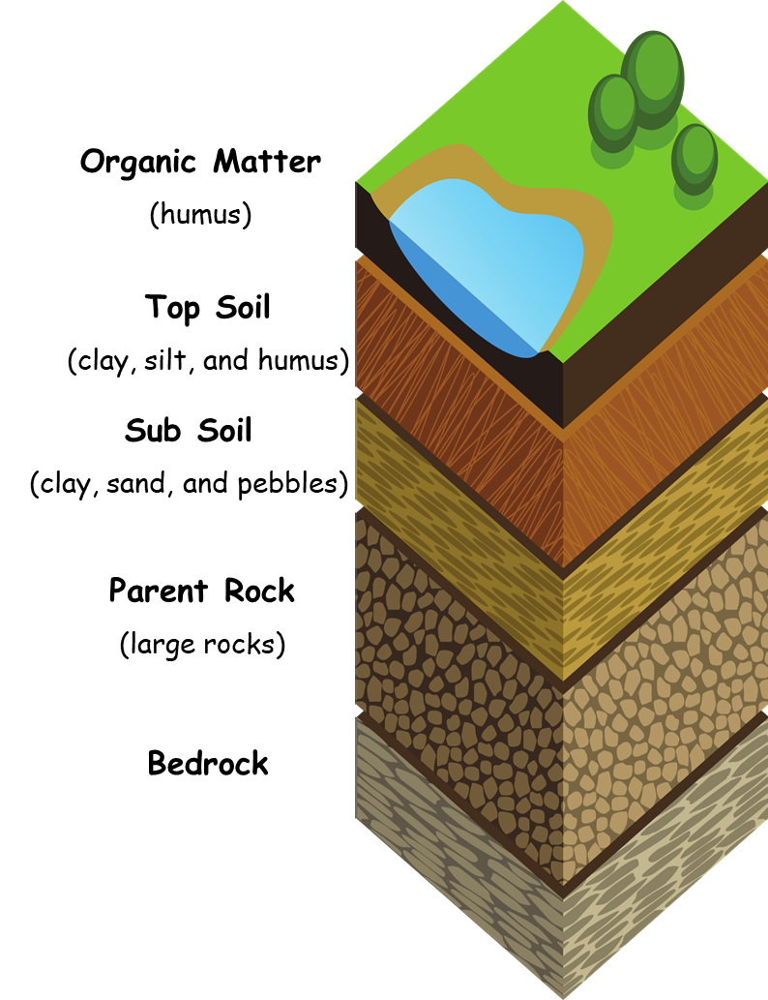 Organic Matter
(humus)
Top Soil
(clay, silt, and humus)
Sub Soil
(clay, sand, and pebbles)
Parent Rock
(large rocks)
Bedrock